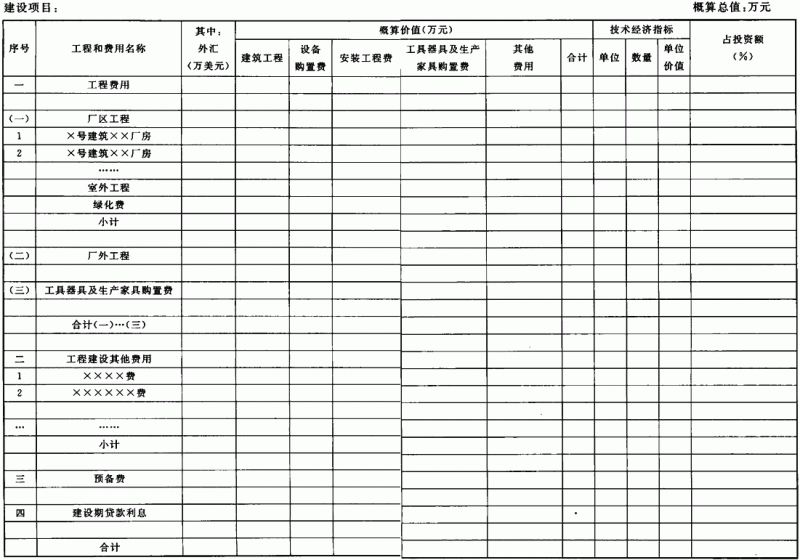 建设项目: 概算总值:万元
序号 工程和费用名称 其中:外汇(万美元) 概算价值(万元) 技术经济指标 占投资额(%)
建筑工程 设备购置费 安装工程费 工具器具及生产家具购置费 其他费用 合计 单位 数量 单位价值
一 工程费用
(一) 厂区工程
1 ×号建筑××厂房
2 ×号建筑××厂房
……
室外工程
绿化费
小计
(二) 厂外工程
(三) 工具器具及生产家具购置费
合计(一)…(三)
二 工程建设其他费用
1 ××××费
2 ××××××费
… ……
小计
三 预备费
四 建设期贷款利息
合计